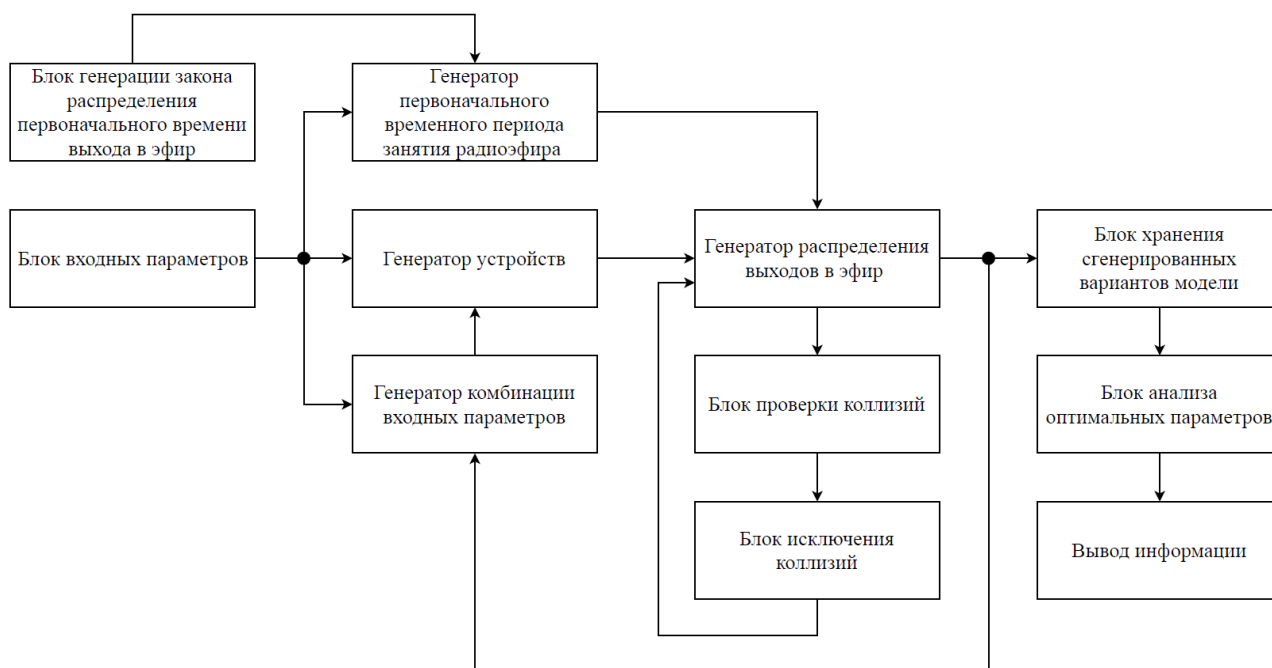 Блок генерации закона
распределения
первоначального времени
выхода в эфир
Генератор
первоначального
временного периода
занятия радиоэфира
Блок входных параметров
Генератор устройств
Генератор распределения
выходов в эфир
Блок хранения
сгенерированных
вариантов модели
Генератор комбинации
входных параметров
Блок проверки коллизий
Блок анализа
оптимальных параметров
Блок исключения
коллизий
Вывод информации